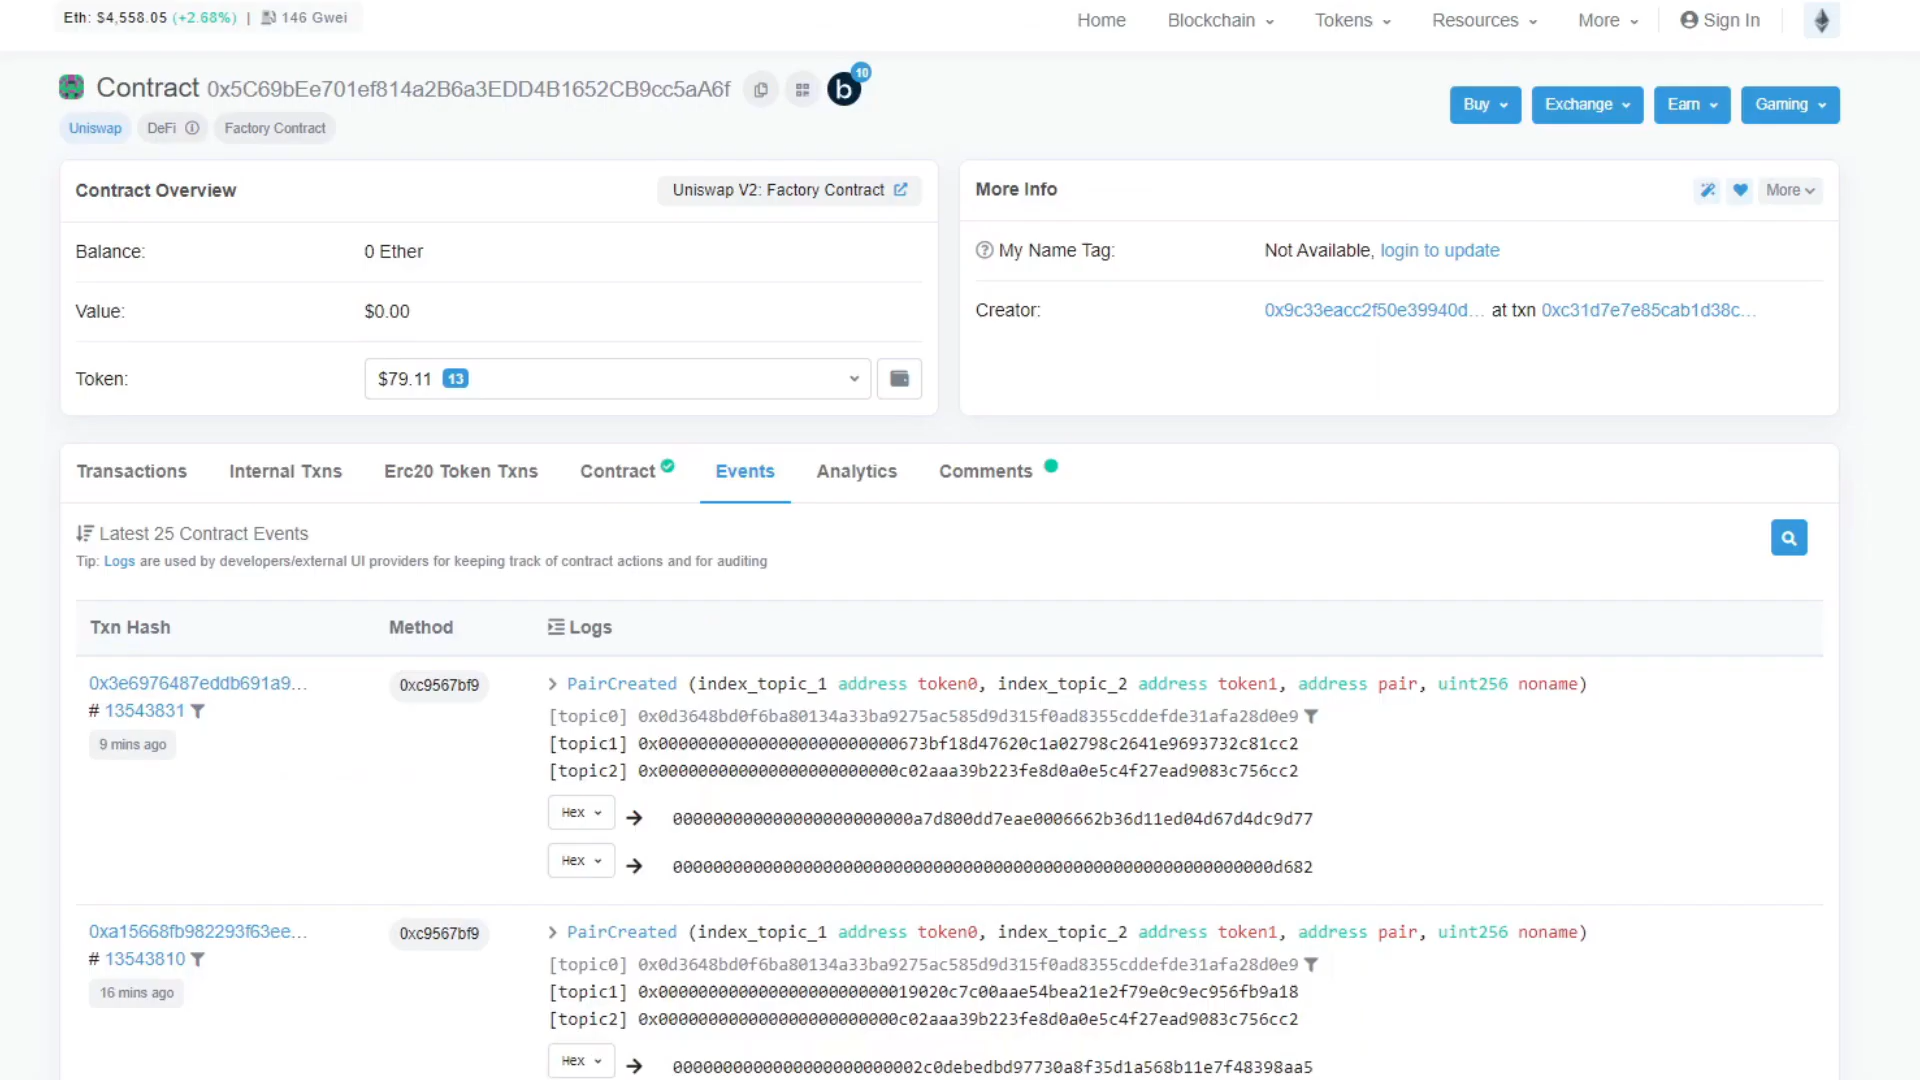 Eth: $4,558.05 (+2.68%) | 146 Gwei
Home Blockchain Tokens Resources More Sign In
Contract 0x5C69bEe701ef814a2B6a3EDD4B1652CB9cc5aA6f b 10
Buy Exchange Earn Gaming
Uniswap DeFi Factory Contract
Contract Overview Uniswap V2: Factory Contract
Balance: 0 Ether
Value: $0.00
Token: $79.11 13
More Info More
My Name Tag: Not Available, login to update
Creator: 0x9c33eacc2f50e39940d... at txn 0xc31d7e7e85cab1d38c...
Transactions Internal Txns Erc20 Token Txns Contract Events Analytics Comments
Latest 25 Contract Events
Tip: Logs are used by developers/external UI providers for keeping track of contract actions and for auditing
Txn Hash Method Logs
0x3e6976487eddb691a9... 0xc9567bf9 > PairCreated (index_topic_1 address token0, index_topic_2 address token1, address pair, uint256 noname)
# 13543831
9 mins ago
[topic0] 0x0d3648bd0f6ba80134a33ba9275ac585d9d315f0ad8355cddefde31afa28d0e9
[topic1] 0x000000000000000000000000673bf18d47620c1a02798c2641e9693732c81cc2
[topic2] 0x000000000000000000000000c02aaa39b223fe8d0a0e5c4f27ead9083c756cc2
Hex → 000000000000000000000000a7d800dd7eae0006662b36d11ed04d67d4dc9d77
Hex → 000000000000000000000000000000000000000000000000000000000000d682
0xa15668fb982293f63ee... 0xc9567bf9 > PairCreated (index_topic_1 address token0, index_topic_2 address token1, address pair, uint256 noname)
# 13543810
16 mins ago
[topic0] 0x0d3648bd0f6ba80134a33ba9275ac585d9d315f0ad8355cddefde31afa28d0e9
[topic1] 0x00000000000000000000000019020c7c00aae54bea21e2f79e0c9ec956fb9a18
[topic2] 0x000000000000000000000000c02aaa39b223fe8d0a0e5c4f27ead9083c756cc2
Hex → 0000000000000000000000002c0debedbd97730a8f35d1a568b11e7f48398aa5